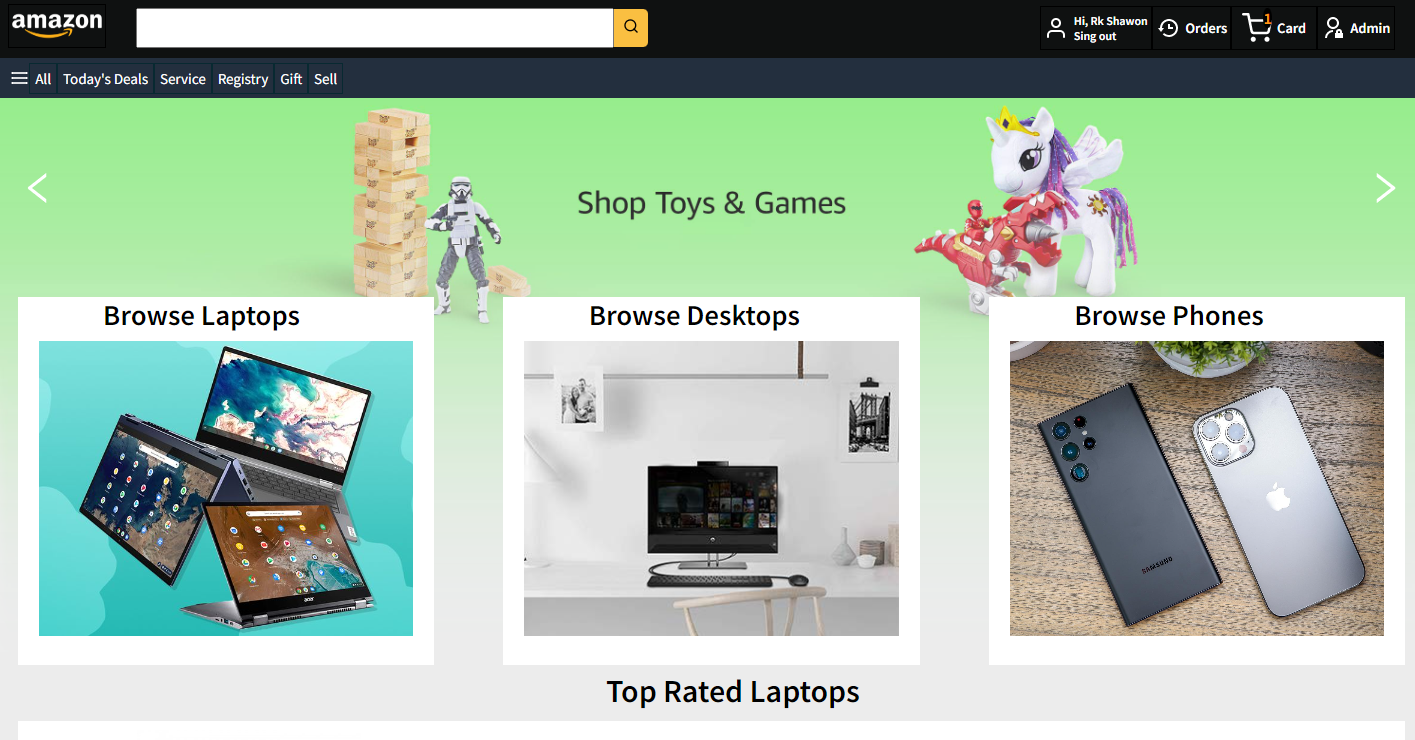 amazon
Hi, Rk Shawon
Sing out
Orders
1
Card
Admin
All
Today's Deals
Service
Registry
Gift
Sell
Shop Toys & Games
Browse Laptops
Browse Desktops
Browse Phones
acer
SAMSUNG
Top Rated Laptops